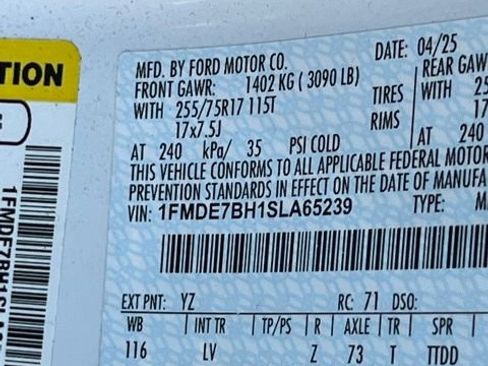 TION
MFD. BY FORD MOTOR CO.
DATE: 04/25
FRONT GAWR: 1402 KG ( 3090 LB)
REAR GAW
WITH 255/75R17 115T
TIRES
WITH 25
17x7.5J
RIMS
17
AT 240 kPa/ 35 PSI COLD
AT 240
THIS VEHICLE CONFORMS TO ALL APPLICABLE FEDERAL MOTOR
PREVENTION STANDARDS IN EFFECT ON THE DATE OF MANUFA
VIN: 1FMDE7BH1SLA65239
TYPE: M
EXT PNT: YZ
RC: 71 DSO:
WB INT TR TP/PS R AXLE TR SPR
116 LV Z 73 T TTDD
1FMDE7BH1SLA